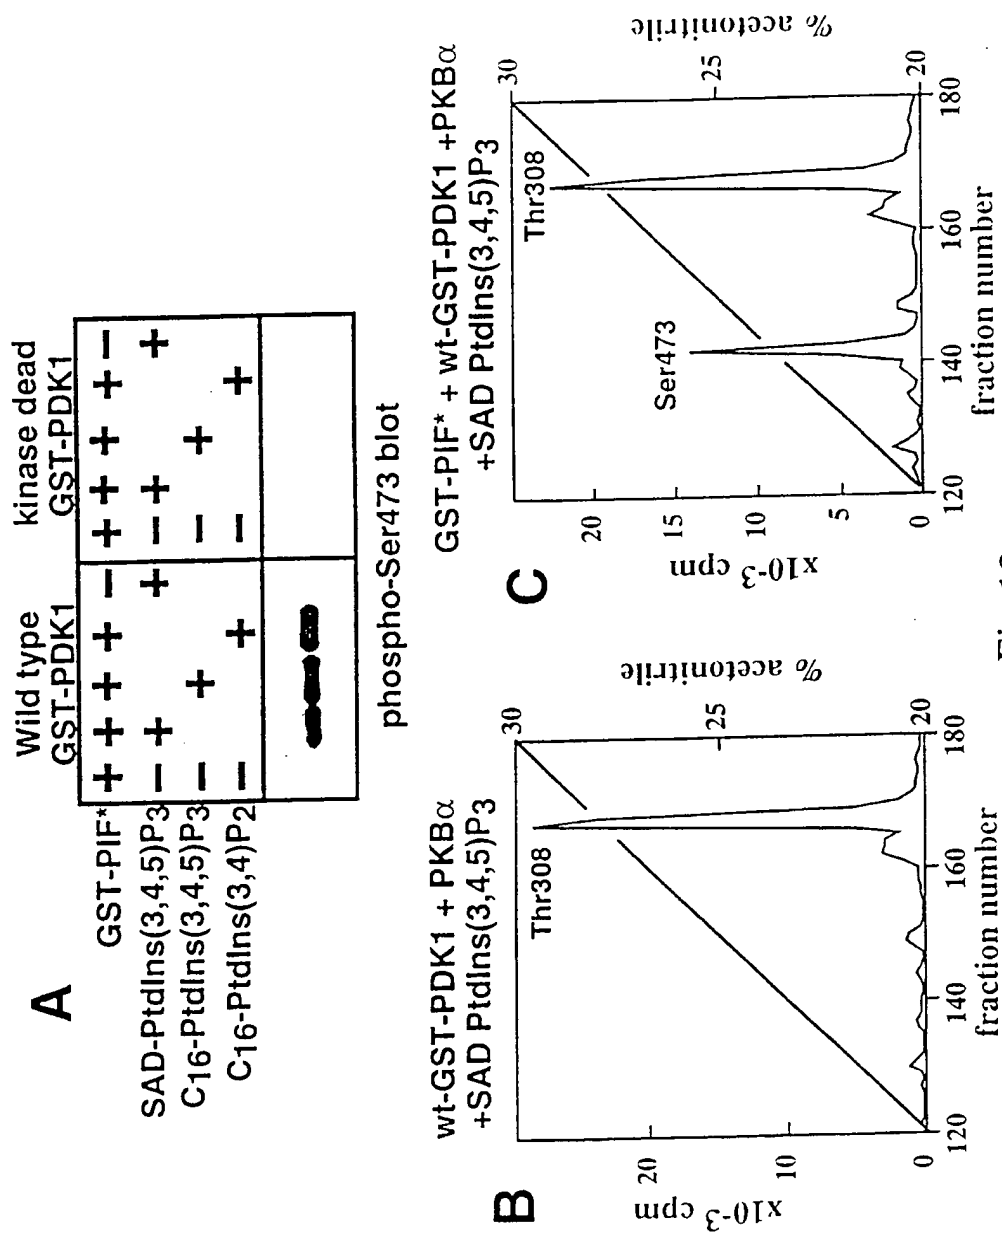 A
Wild type
GST-PDK1
kinase dead
GST-PDK1
GST-PIF* + + + + − + + + + −
SAD-PtdIns(3,4,5)P3 − + + − + +
C16-PtdIns(3,4,5)P3 − + − +
C16-PtdIns(3,4)P2 − + − +
phospho-Ser473 blot
B
wt-GST-PDK1 + PKBα
+SAD PtdIns(3,4,5)P3
Thr308
x10-3 cpm
0 10 20
% acetonitrile
20 25 30
120 140 160 180
fraction number
C
GST-PIF* + wt-GST-PDK1 +PKBα
+SAD PtdIns(3,4,5)P3
Ser473
Thr308
x10-3 cpm
0 5 10 15 20
% acetonitrile
20 25 30
120 140 160 180
fraction number